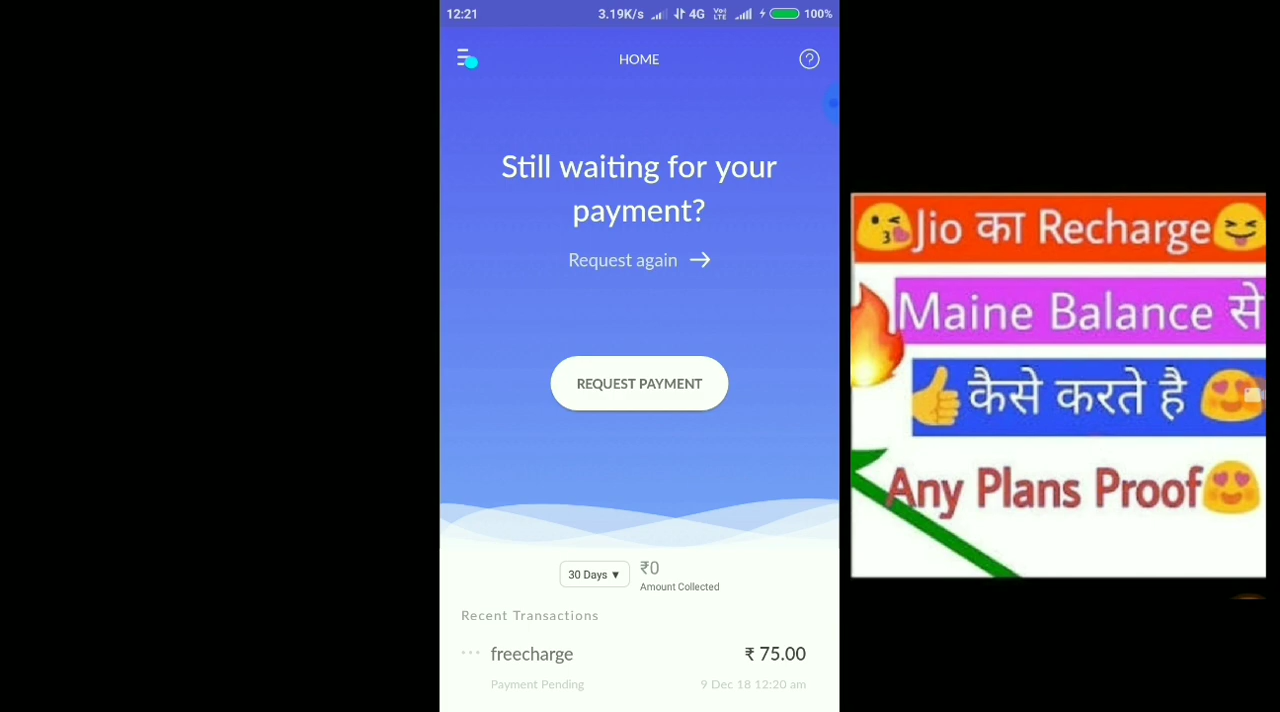 12:21 3.19K/s 4G VoLTE 100%
HOME
Still waiting for your
payment?
Request again →
REQUEST PAYMENT
30 Days ▼ ₹0
Amount Collected
Recent Transactions
freecharge ₹ 75.00
Payment Pending 9 Dec 18 12:20 am
Jio का Recharge
Maine Balance से
कैसे करते है
Any Plans Proof